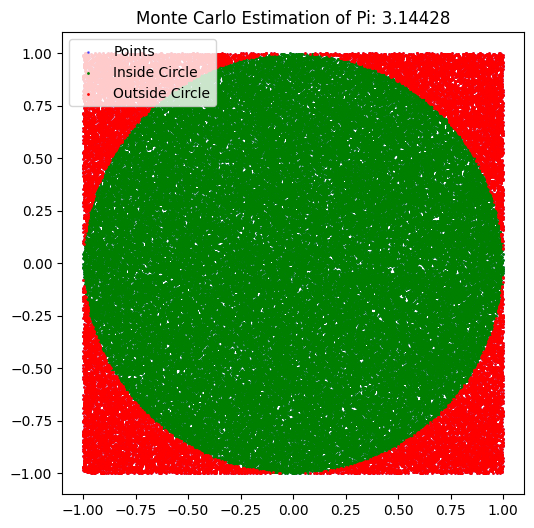 Monte Carlo Estimation of Pi: 3.14428
1.00
0.75
0.50
0.25
0.00
−0.25
−0.50
−0.75
−1.00
Points
Inside Circle
Outside Circle
−1.00 −0.75 −0.50 −0.25 0.00 0.25 0.50 0.75 1.00